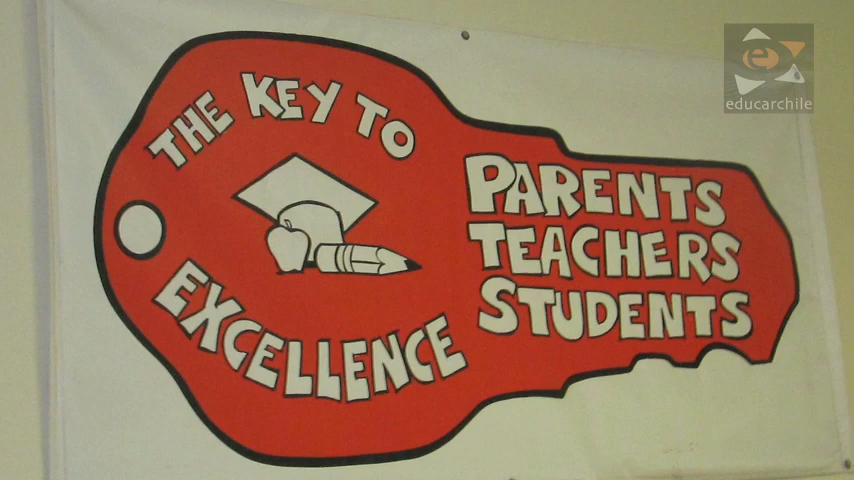 THE KEY TO
EXCELLENCE
PARENTS
TEACHERS
STUDENTS
e
educarchile